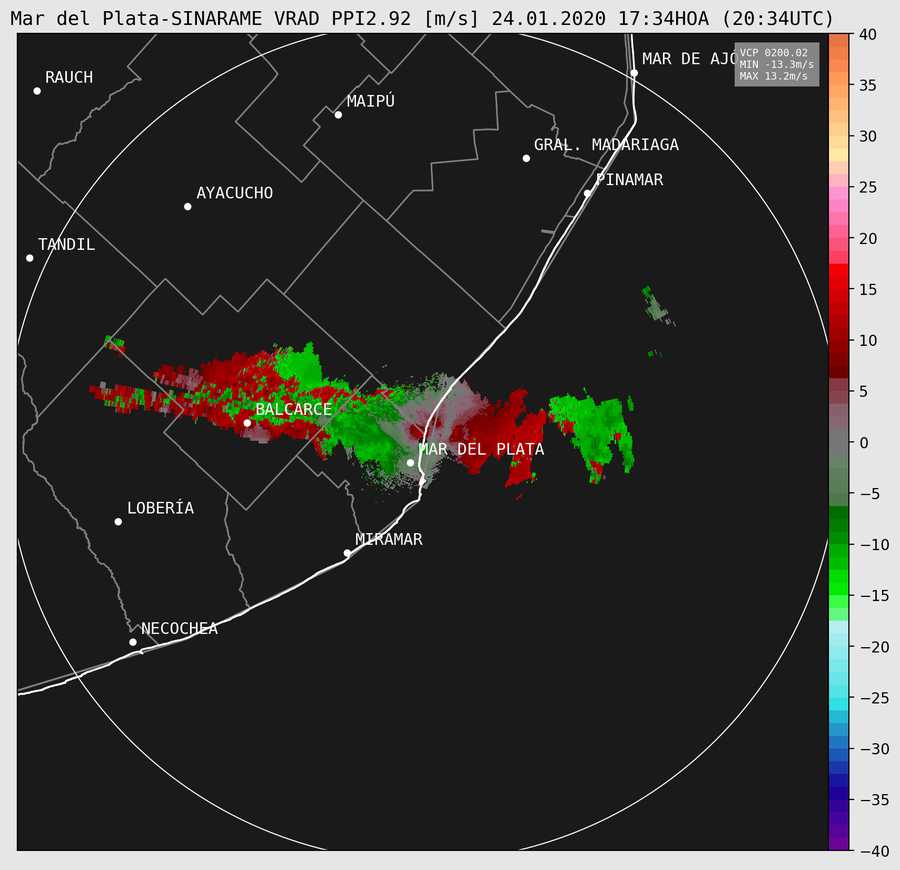 Mar del Plata-SINARAME VRAD PPI2.92 [m/s] 24.01.2020 17:34HOA (20:34UTC)
VCP 0200.02
MIN -13.3m/s
MAX 13.2m/s
MAR DE AJÓ
RAUCH
MAIPÚ
GRAL. MADARIAGA
PINAMAR
AYACUCHO
TANDIL
BALCARCE
MAR DEL PLATA
LOBERÍA
MIRAMAR
NECOCHEA
40
35
30
25
20
15
10
5
0
−5
−10
−15
−20
−25
−30
−35
−40